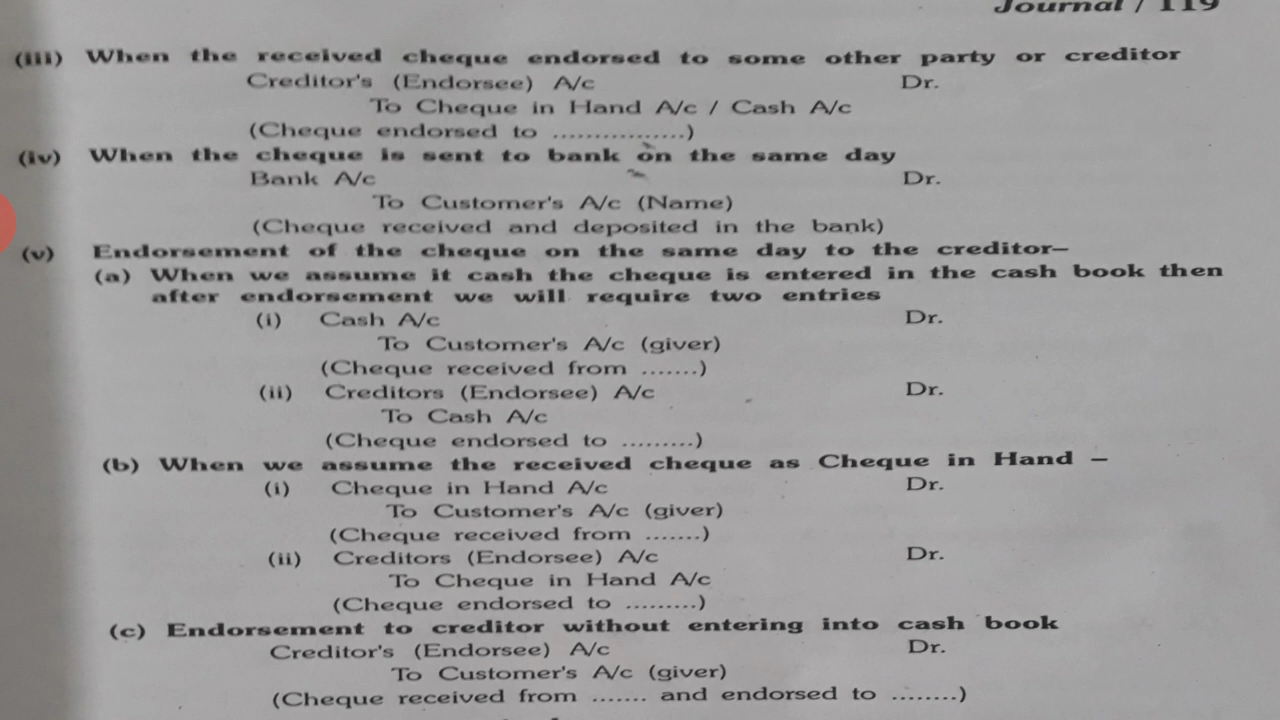 Journal / 119
(iii) When the received cheque endorsed to some other party or creditor
Creditor's (Endorsee) A/c Dr.
To Cheque in Hand A/c / Cash A/c
(Cheque endorsed to ................)
(iv) When the cheque is sent to bank on the same day
Bank A/c Dr.
To Customer's A/c (Name)
(Cheque received and deposited in the bank)
(v) Endorsement of the cheque on the same day to the creditor–
(a) When we assume it cash the cheque is entered in the cash book then
after endorsement we will require two entries
(i) Cash A/c Dr.
To Customer's A/c (giver)
(Cheque received from .......)
(ii) Creditors (Endorsee) A/c Dr.
To Cash A/c
(Cheque endorsed to .........)
(b) When we assume the received cheque as Cheque in Hand –
(i) Cheque in Hand A/c Dr.
To Customer's A/c (giver)
(Cheque received from .......)
(ii) Creditors (Endorsee) A/c Dr.
To Cheque in Hand A/c
(Cheque endorsed to .........)
(c) Endorsement to creditor without entering into cash book
Creditor's (Endorsee) A/c Dr.
To Customer's A/c (giver)
(Cheque received from ....... and endorsed to ........)